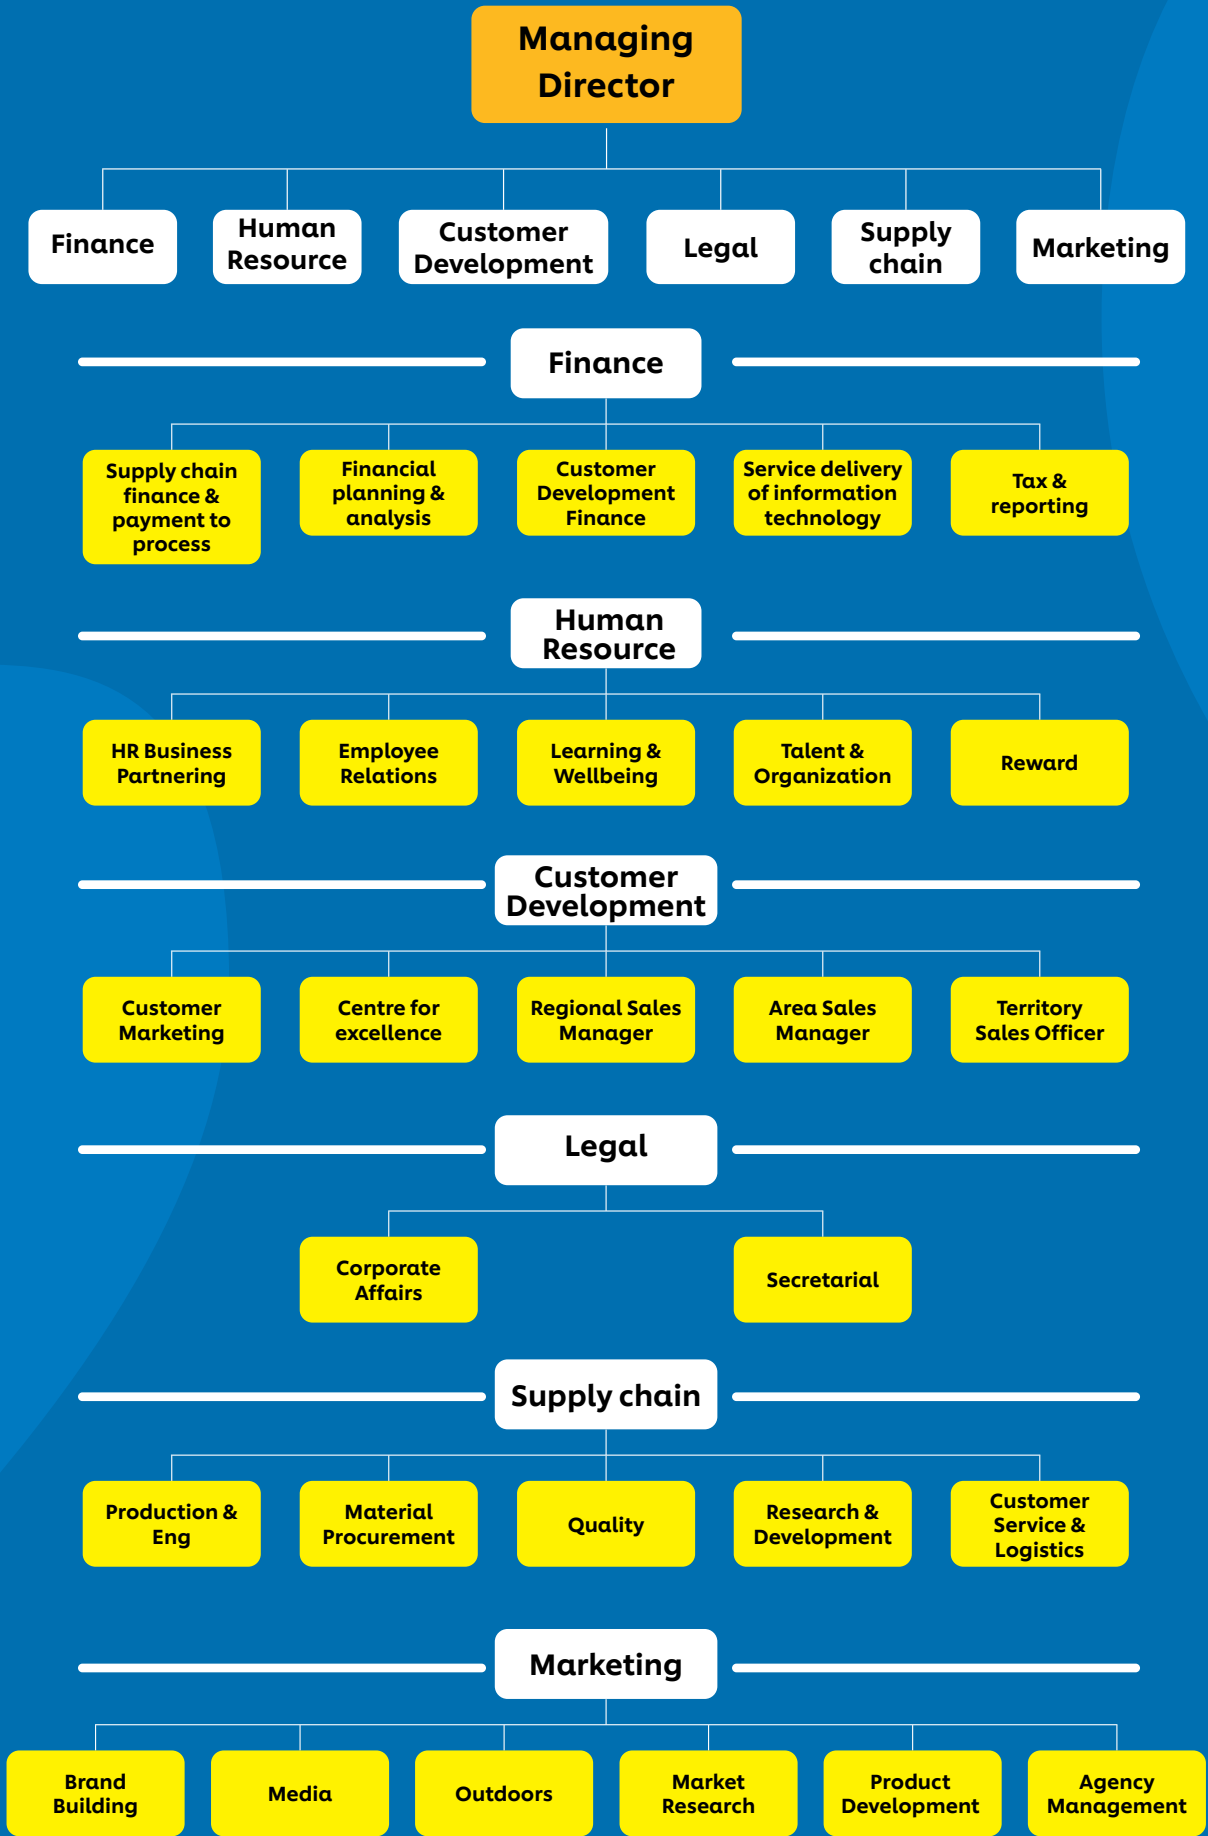 Managing
Director
Finance
Human
Resource
Customer
Development
Legal
Supply
chain
Marketing
Finance
Supply chain
finance &
payment to
process
Financial
planning &
analysis
Customer
Development
Finance
Service delivery
of information
technology
Tax &
reporting
Human
Resource
HR Business
Partnering
Employee
Relations
Learning &
Wellbeing
Talent &
Organization
Reward
Customer
Development
Customer
Marketing
Centre for
excellence
Regional Sales
Manager
Area Sales
Manager
Territory
Sales Officer
Legal
Corporate
Affairs
Secretarial
Supply chain
Production &
Eng
Material
Procurement
Quality
Research &
Development
Customer
Service &
Logistics
Marketing
Brand
Building
Media
Outdoors
Market
Research
Product
Development
Agency
Management